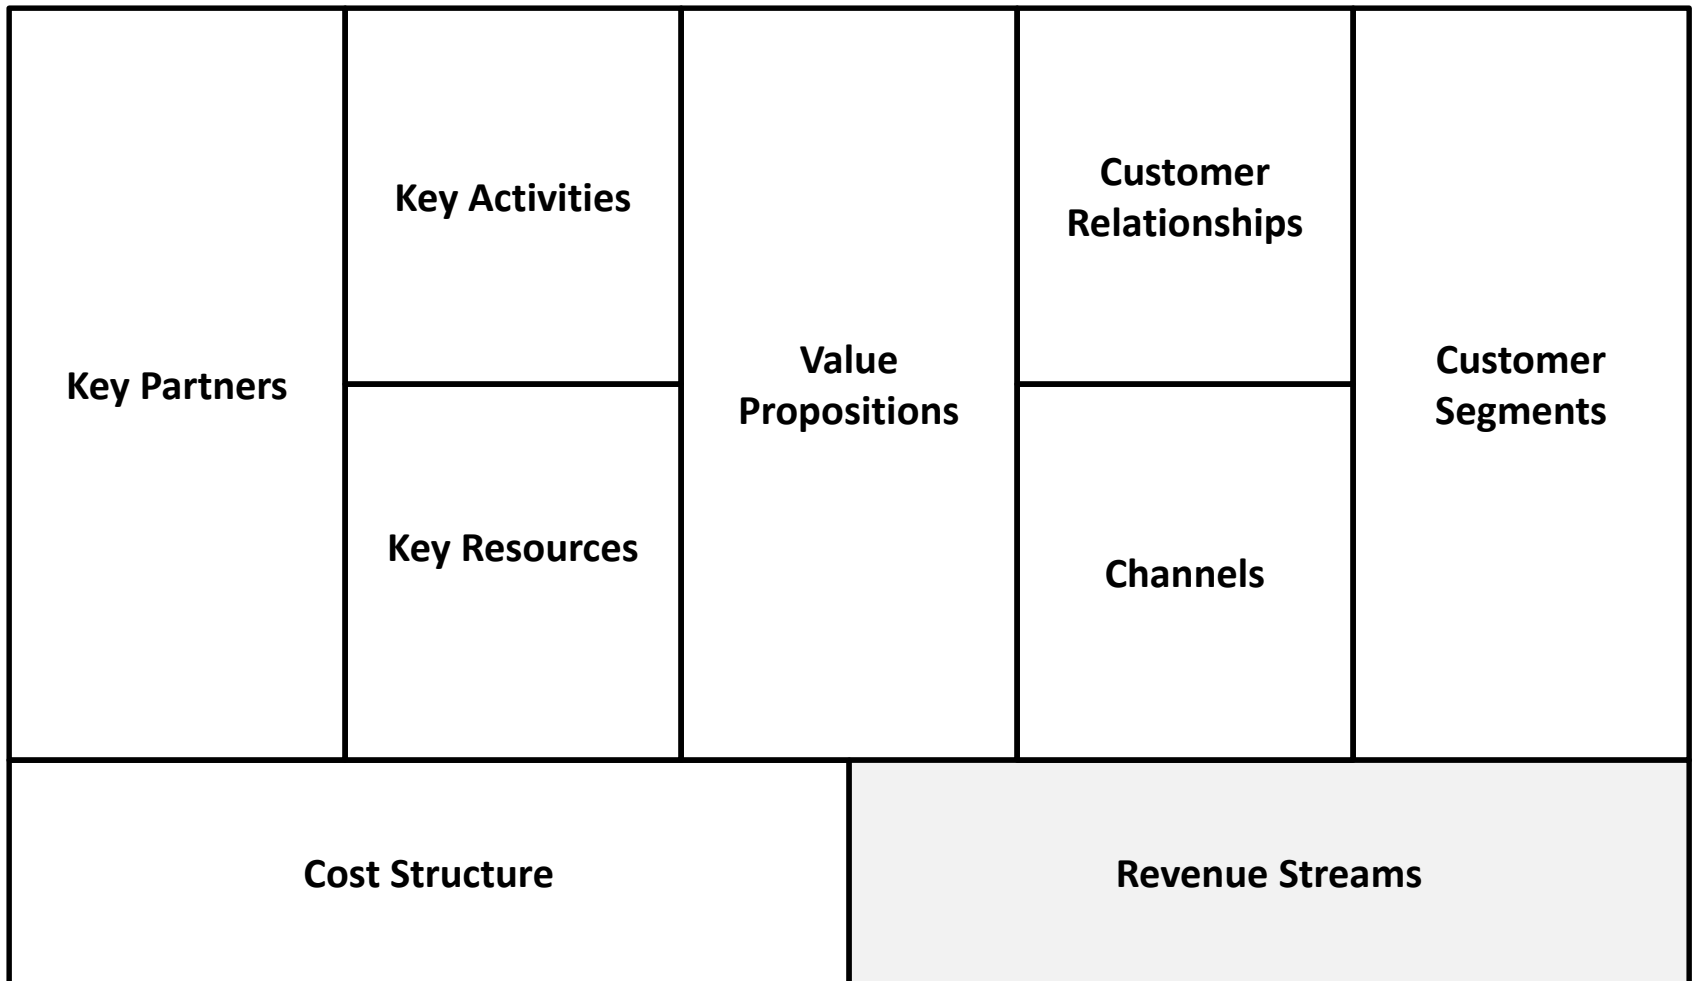 Key Partners
Key Activities
Key Resources
Value
Propositions
Customer
Relationships
Channels
Customer
Segments
Cost Structure
Revenue Streams